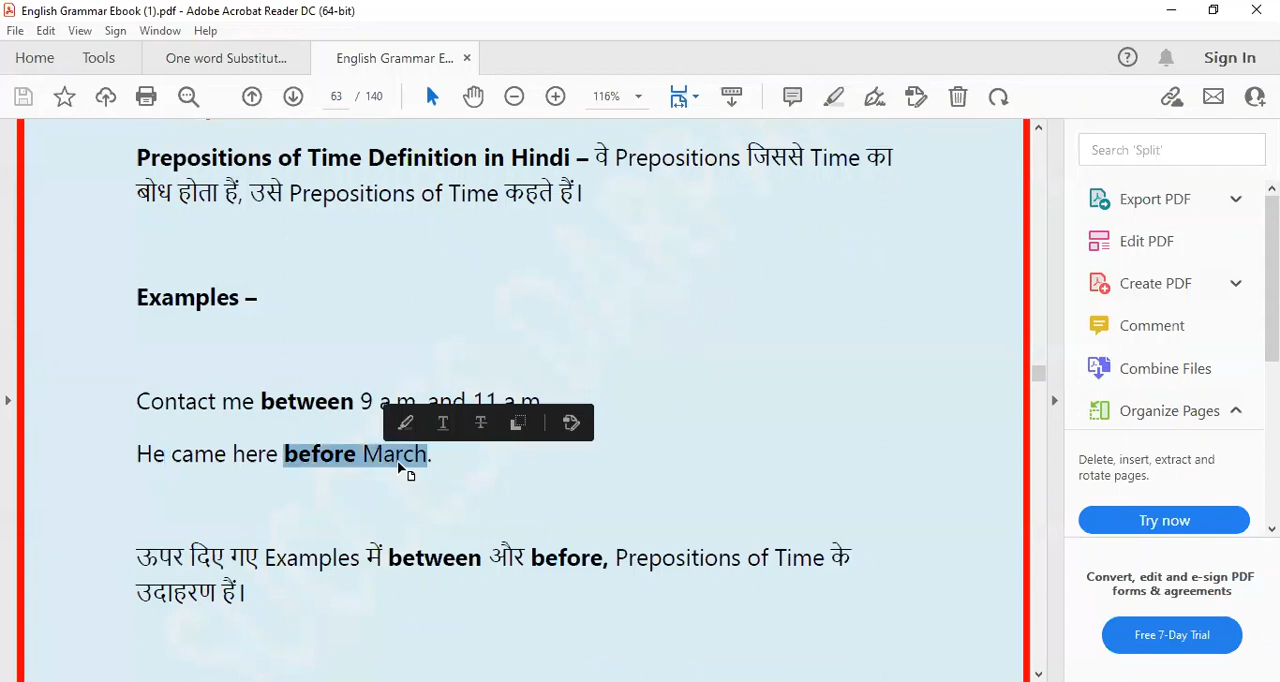 English Grammar Ebook (1).pdf - Adobe Acrobat Reader DC (64-bit)
File Edit View Sign Window Help
Home Tools One word Substitut... English Grammar E... ×
Sign In
63 / 140 116%
Prepositions of Time Definition in Hindi – वे Prepositions जिससे Time का
बोध होता हैं, उसे Prepositions of Time कहते हैं।
Examples –
Contact me between 9 a.m. and 11 a.m.
He came here before March.
ऊपर दिए गए Examples में between और before, Prepositions of Time के
उदाहरण हैं।
Search 'Split'
Export PDF
Edit PDF
Create PDF
Comment
Combine Files
Organize Pages
Delete, insert, extract and
rotate pages.
Try now
Convert, edit and e-sign PDF
forms & agreements
Free 7-Day Trial